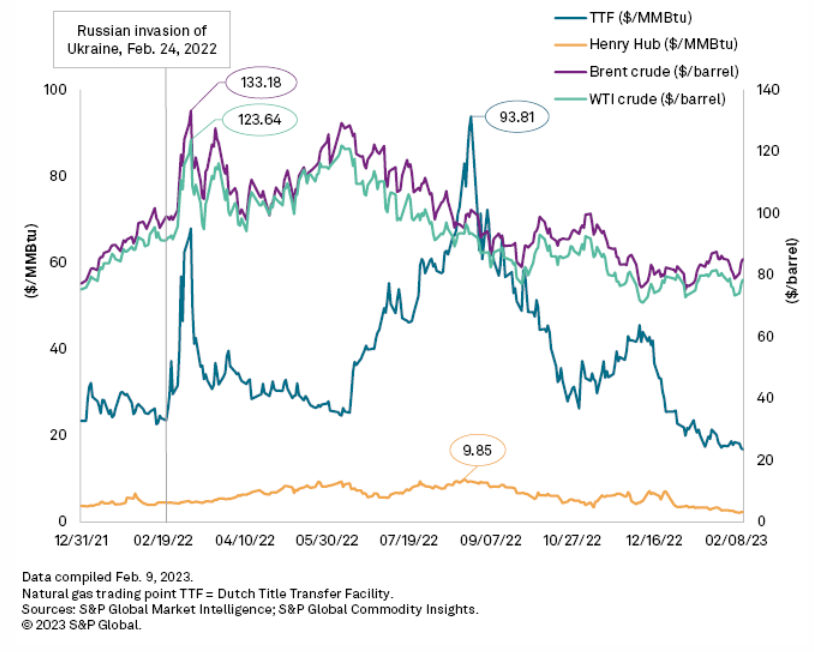 Russian invasion of
Ukraine, Feb. 24, 2022
TTF ($/MMBtu)
Henry Hub ($/MMBtu)
Brent crude ($/barrel)
WTI crude ($/barrel)
133.18
123.64
93.81
9.85
100
80
60
40
20
0
($/MMBtu)
140
120
100
80
60
40
20
0
($/barrel)
12/31/21 02/19/22 04/10/22 05/30/22 07/19/22 09/07/22 10/27/22 12/16/22 02/08/23
Data compiled Feb. 9, 2023.
Natural gas trading point TTF = Dutch Title Transfer Facility.
Sources: S&P Global Market Intelligence; S&P Global Commodity Insights.
© 2023 S&P Global.